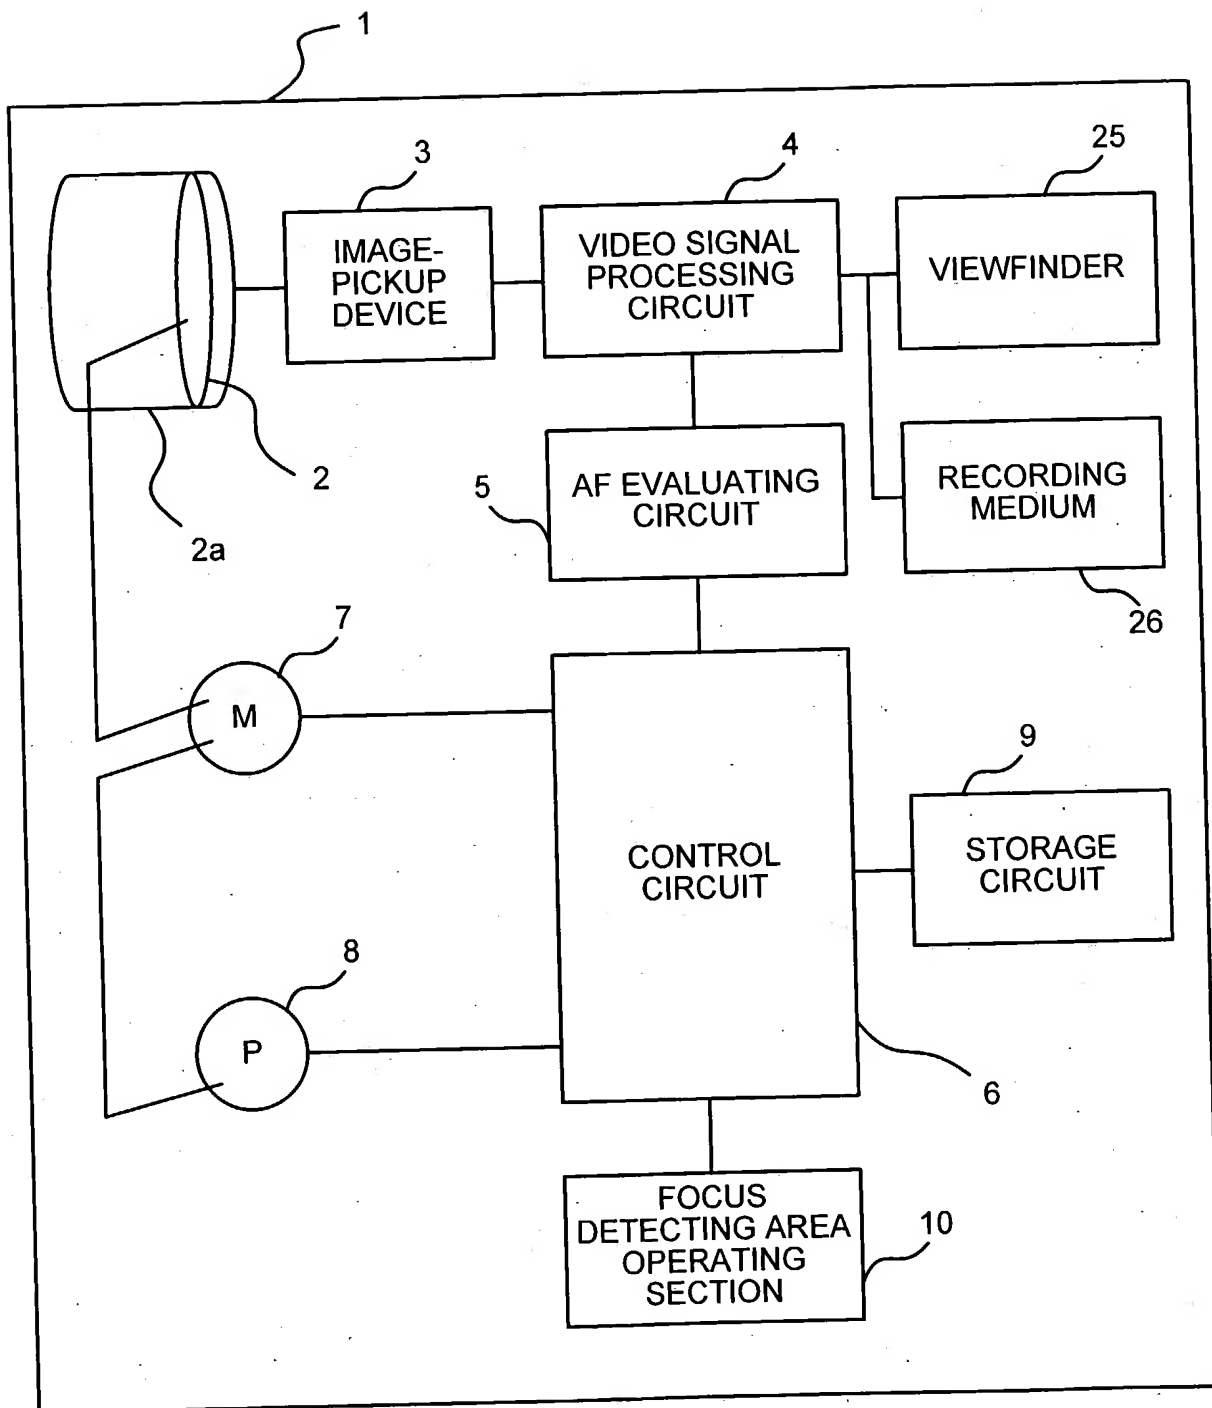 1
3
4
25
IMAGE-
PICKUP
DEVICE
VIDEO SIGNAL
PROCESSING
CIRCUIT
VIEWFINDER
2
2a
5
AF EVALUATING
CIRCUIT
RECORDING
MEDIUM
26
7
M
9
CONTROL
CIRCUIT
STORAGE
CIRCUIT
8
P
6
FOCUS
DETECTING AREA
OPERATING
SECTION
10